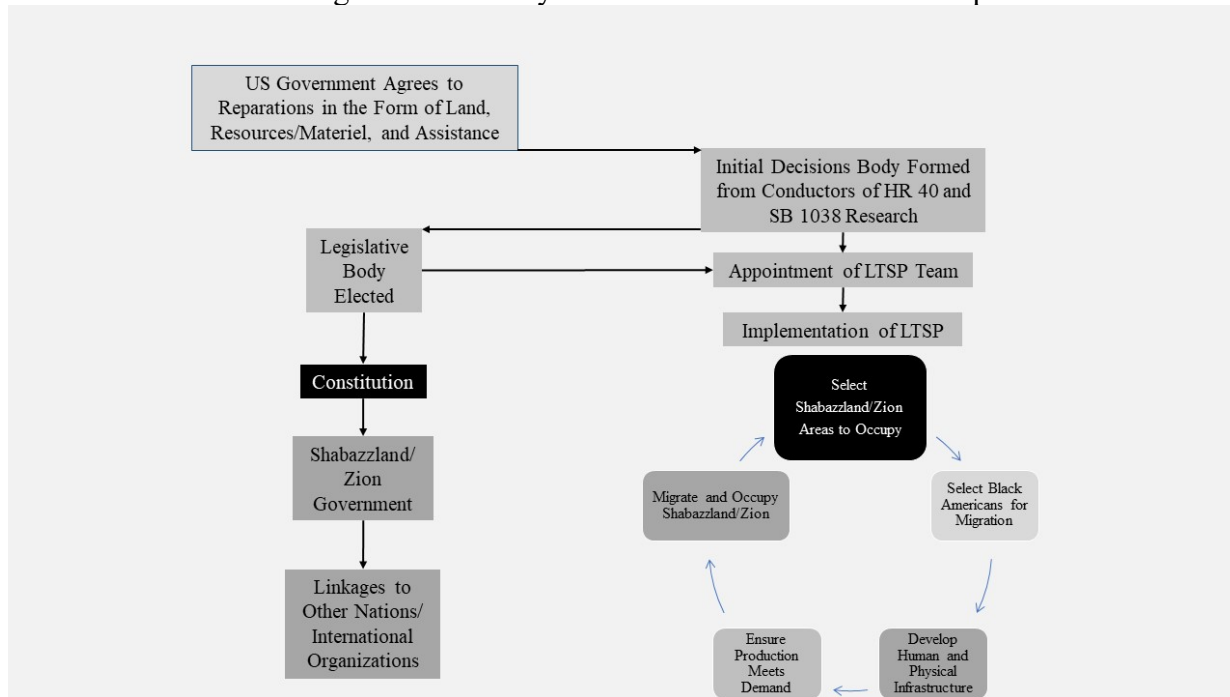 US Government Agrees to
Reparations in the Form of Land,
Resources/Materiel, and Assistance
Initial Decisions Body Formed
from Conductors of HR 40 and
SB 1038 Research
Legislative
Body
Elected
Appointment of LTSP Team
Implementation of LTSP
Constitution
Select
Shabazzland/Zion
Areas to Occupy
Shabazzland/
Zion
Government
Migrate and Occupy
Shabazzland/Zion
Select Black
Americans for
Migration
Linkages to
Other Nations/
International
Organizations
Ensure
Production
Meets
Demand
Develop
Human and
Physical
Infrastructure